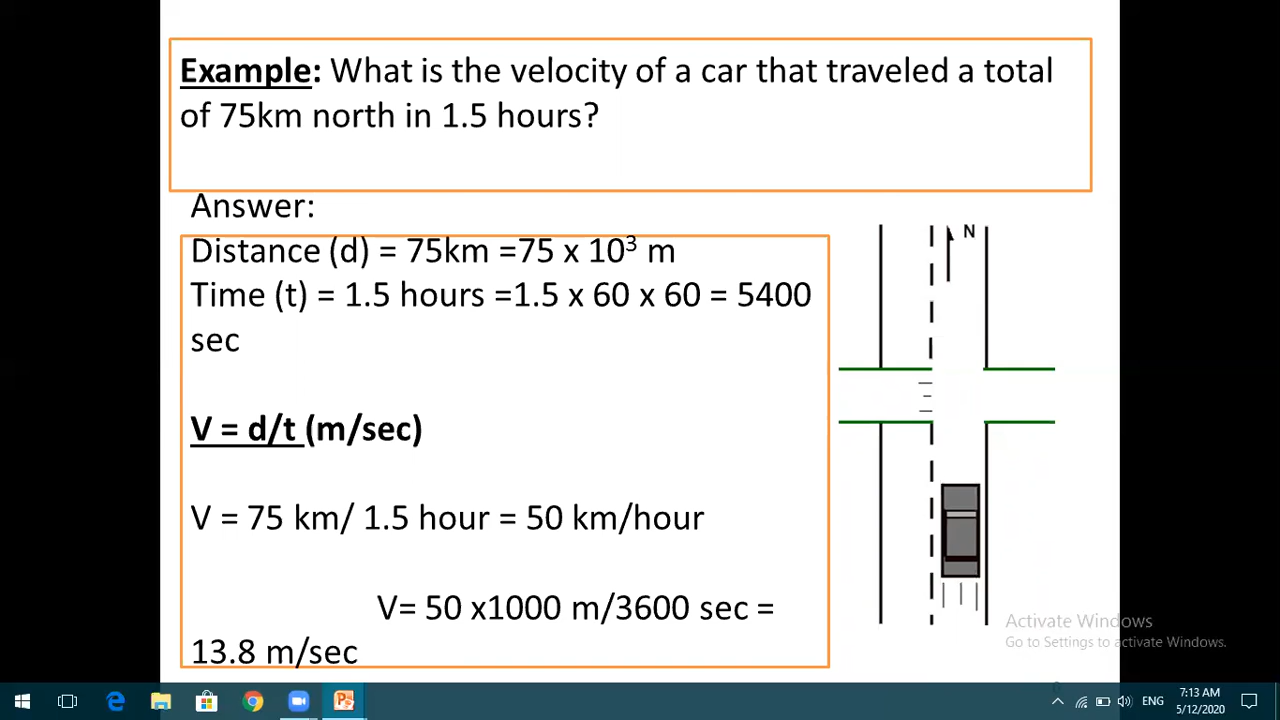 Example: What is the velocity of a car that traveled a total
of 75km north in 1.5 hours?
Answer:
Distance (d) = 75km =75 x 10³ m
Time (t) = 1.5 hours =1.5 x 60 x 60 = 5400
sec
V = d/t (m/sec)
V = 75 km/ 1.5 hour = 50 km/hour
V= 50 x1000 m/3600 sec =
13.8 m/sec
N
Activate Windows
Go to Settings to activate Windows.
ENG
7:13 AM
5/12/2020